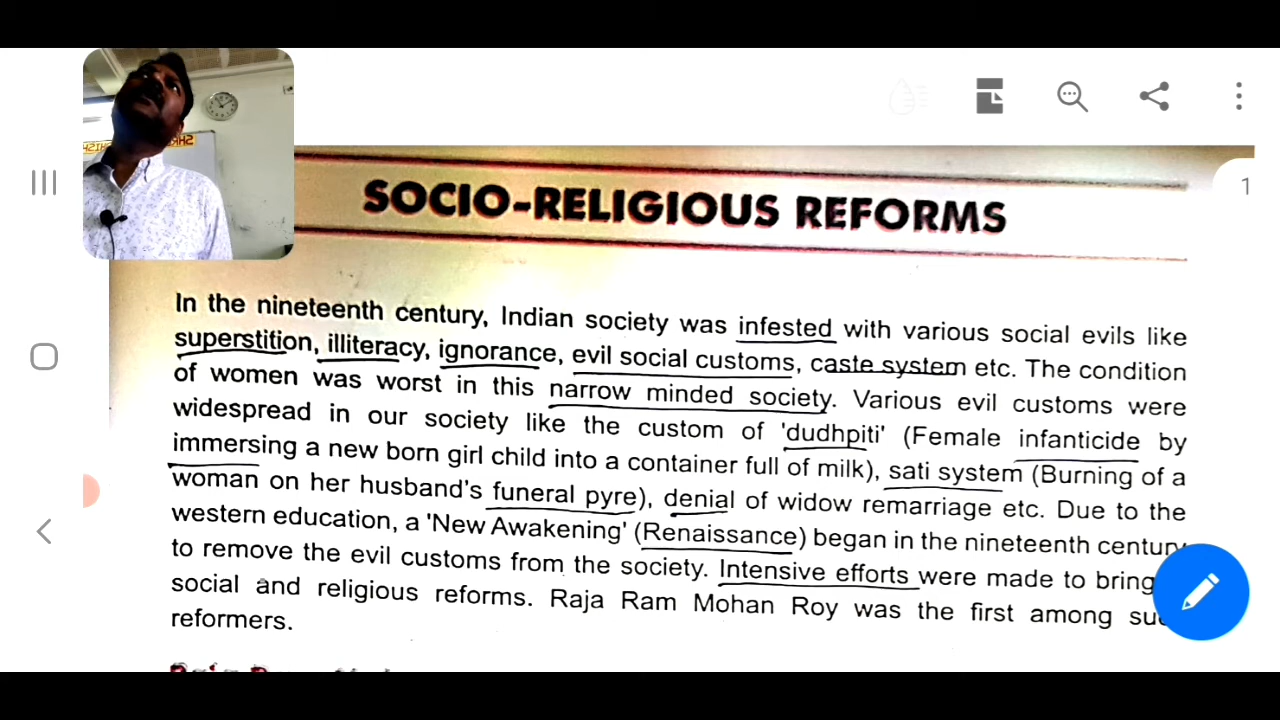 1
SOCIO-RELIGIOUS REFORMS
In the nineteenth century, Indian society was infested with various social evils like
superstition, illiteracy, ignorance, evil social customs, caste system etc. The condition
of women was worst in this narrow minded society. Various evil customs were
widespread in our society like the custom of 'dudhpiti' (Female infanticide by
immersing a new born girl child into a container full of milk), sati system (Burning of a
woman on her husband's funeral pyre), denial of widow remarriage etc. Due to the
western education, a 'New Awakening' (Renaissance) began in the nineteenth century
to remove the evil customs from the society. Intensive efforts were made to bring
social and religious reforms. Raja Ram Mohan Roy was the first among
reformers.